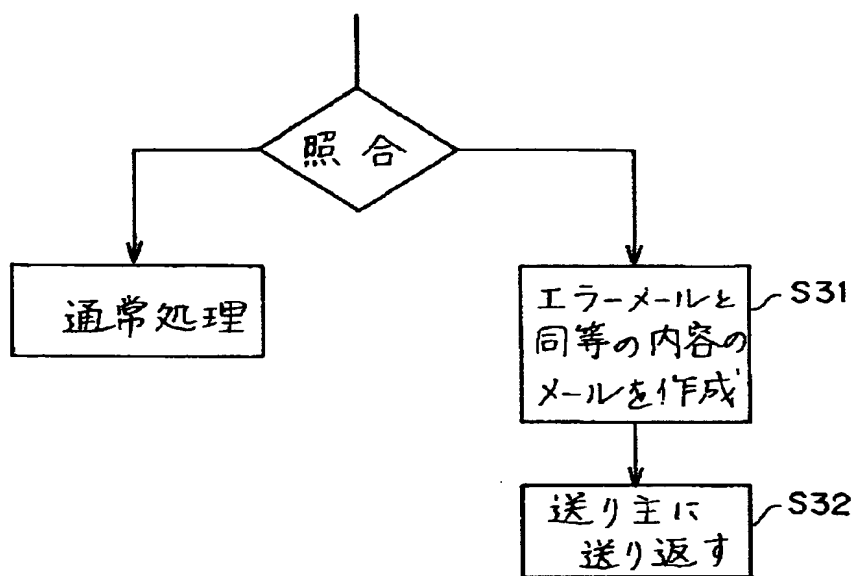 照合
通常処理
エラーメールと
同等の内容の
メールを作成
S31
送り主に
送り返す
S32